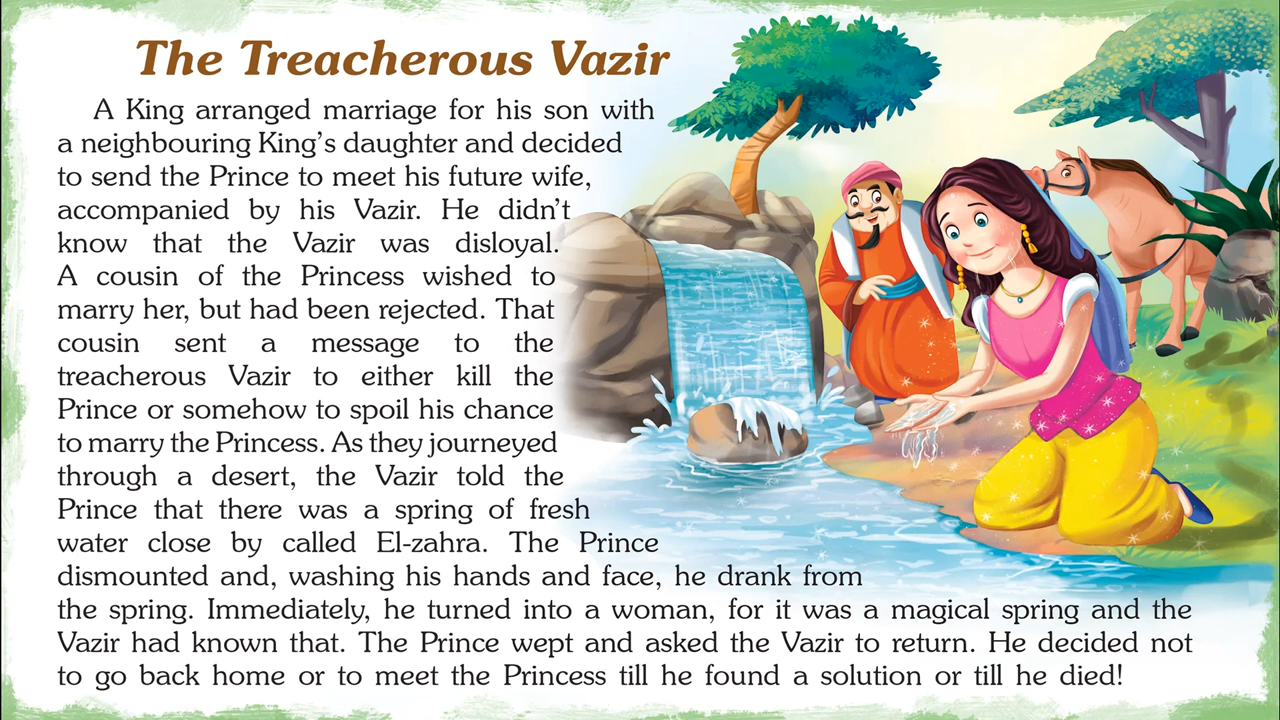 The Treacherous Vazir
A King arranged marriage for his son with
a neighbouring King's daughter and decided
to send the Prince to meet his future wife,
accompanied by his Vazir. He didn't
know that the Vazir was disloyal.
A cousin of the Princess wished to
marry her, but had been rejected. That
cousin sent a message to the
treacherous Vazir to either kill the
Prince or somehow to spoil his chance
to marry the Princess. As they journeyed
through a desert, the Vazir told the
Prince that there was a spring of fresh
water close by called El-zahra. The Prince
dismounted and, washing his hands and face, he drank from
the spring. Immediately, he turned into a woman, for it was a magical spring and the
Vazir had known that. The Prince wept and asked the Vazir to return. He decided not
to go back home or to meet the Princess till he found a solution or till he died!